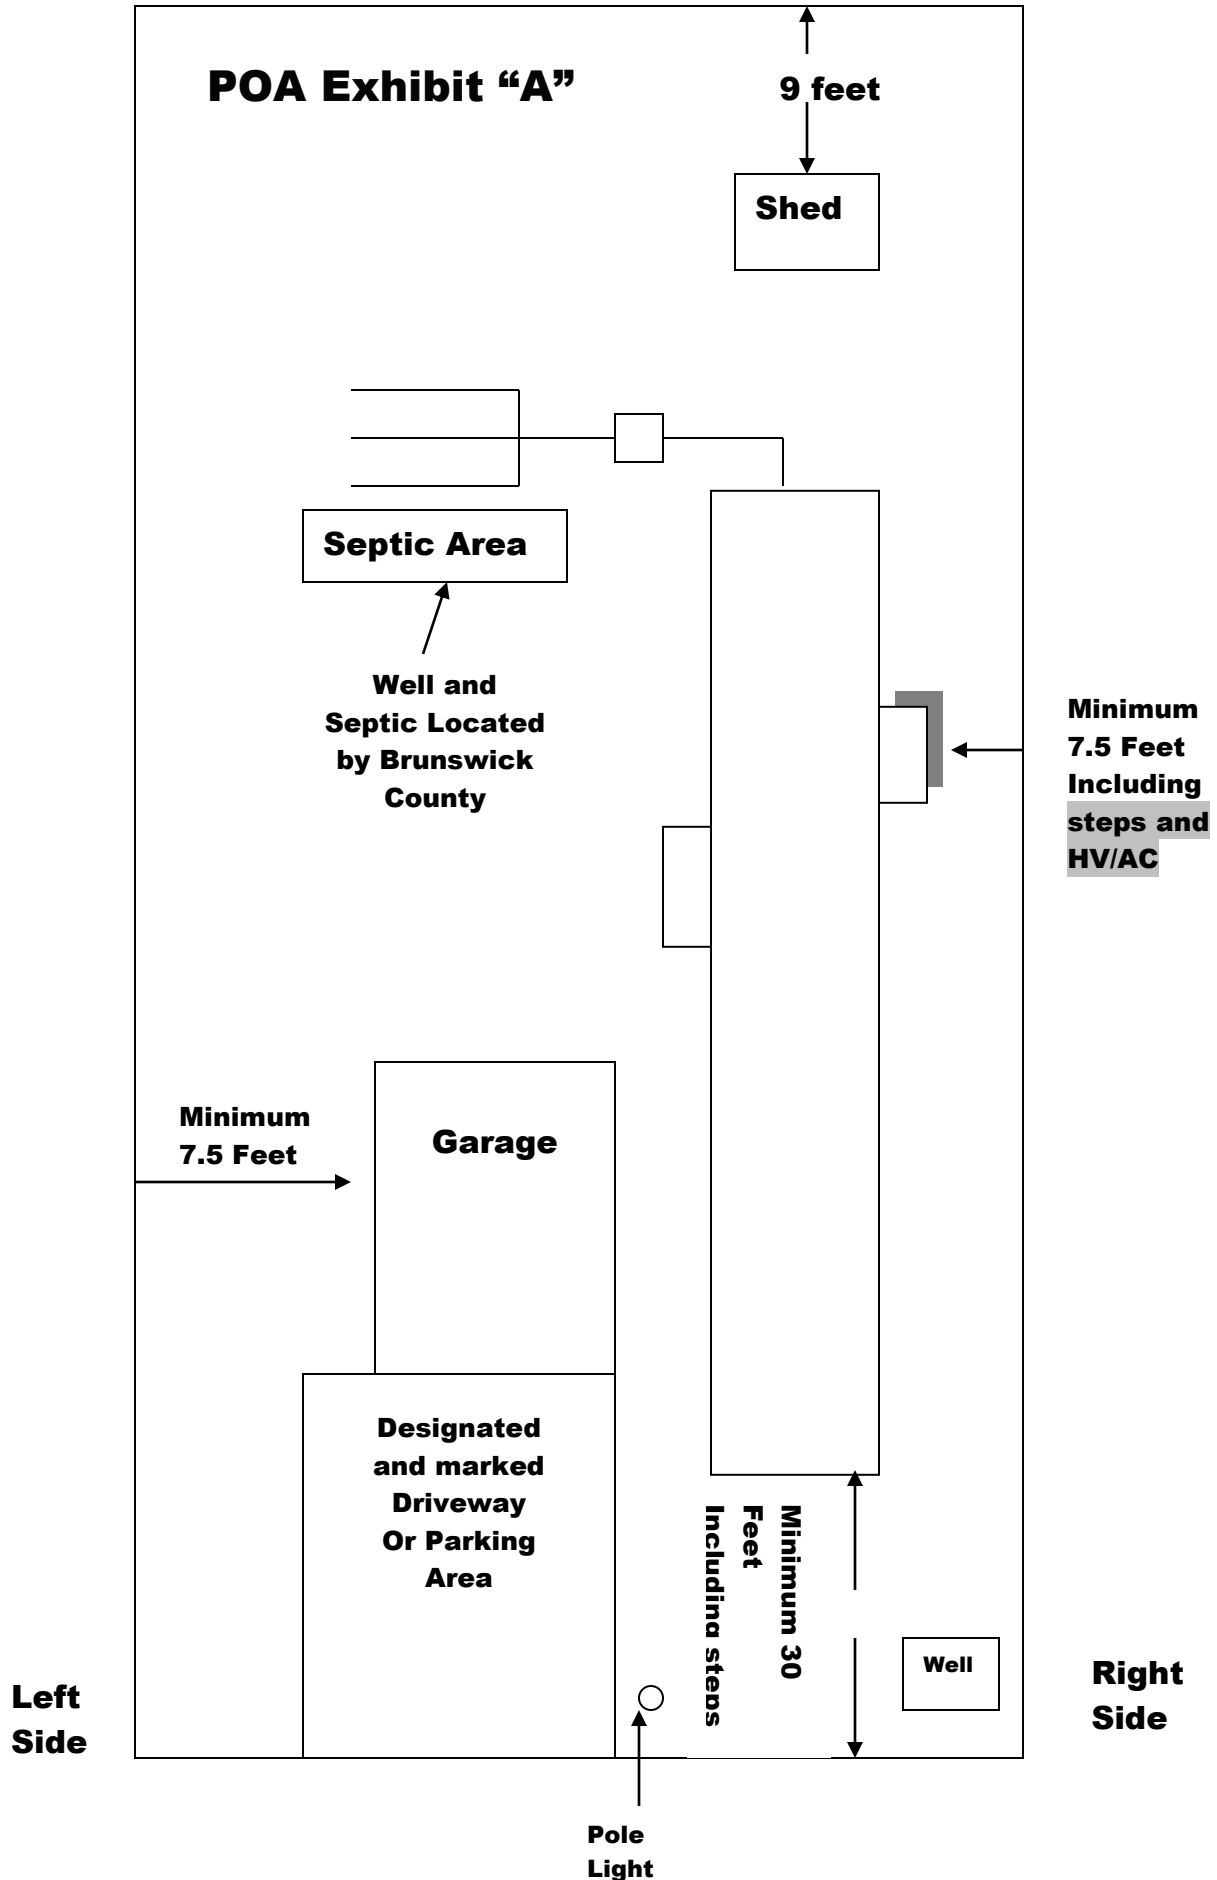 POA Exhibit “A”
9 feet
Shed
Septic Area
Well and
Septic Located
by Brunswick
County
Minimum
7.5 Feet
Including
steps and
HV/AC
Minimum
7.5 Feet
Garage
Designated
and marked
Driveway
Or Parking
Area
Minimum 30
Feet
Including steps
Well
Left
Side
Right
Side
Pole
Light